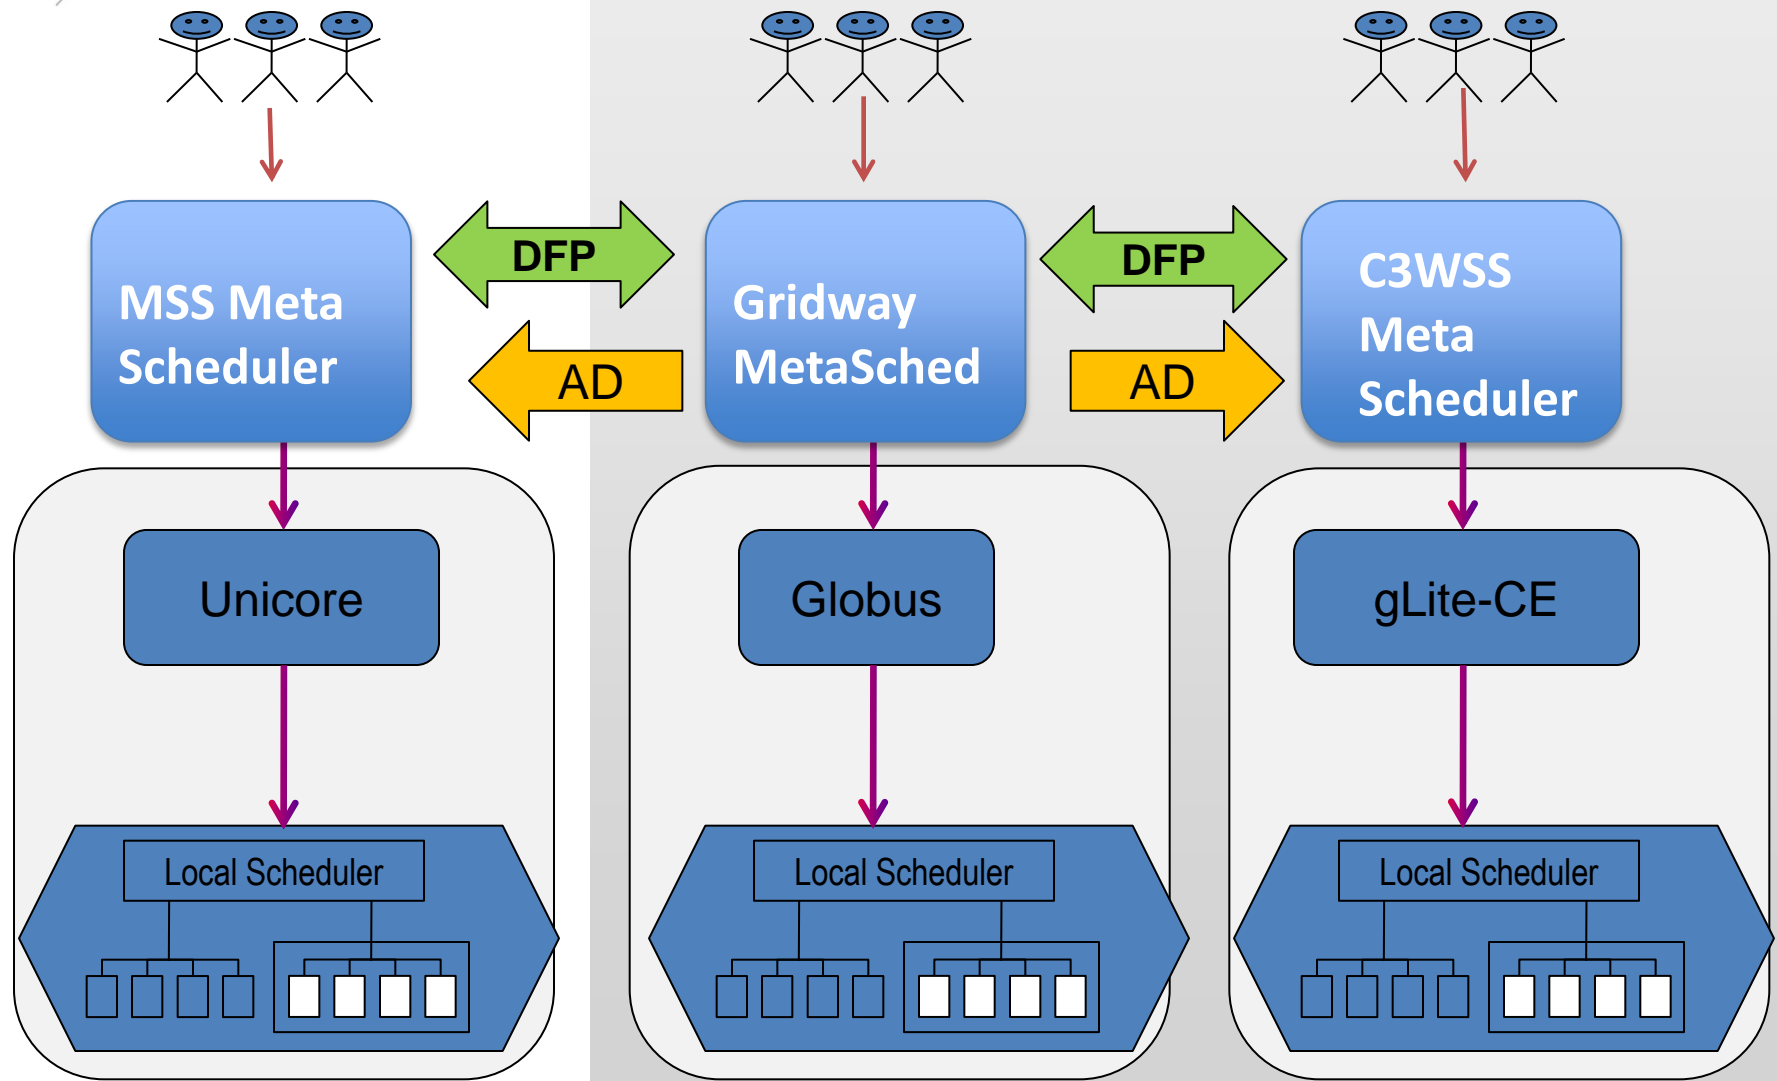 DFP
DFP
MSS Meta
Scheduler
Gridway
MetaSched
C3WSS
Meta
Scheduler
AD
AD
Unicore
Globus
gLite-CE
Local Scheduler
Local Scheduler
Local Scheduler